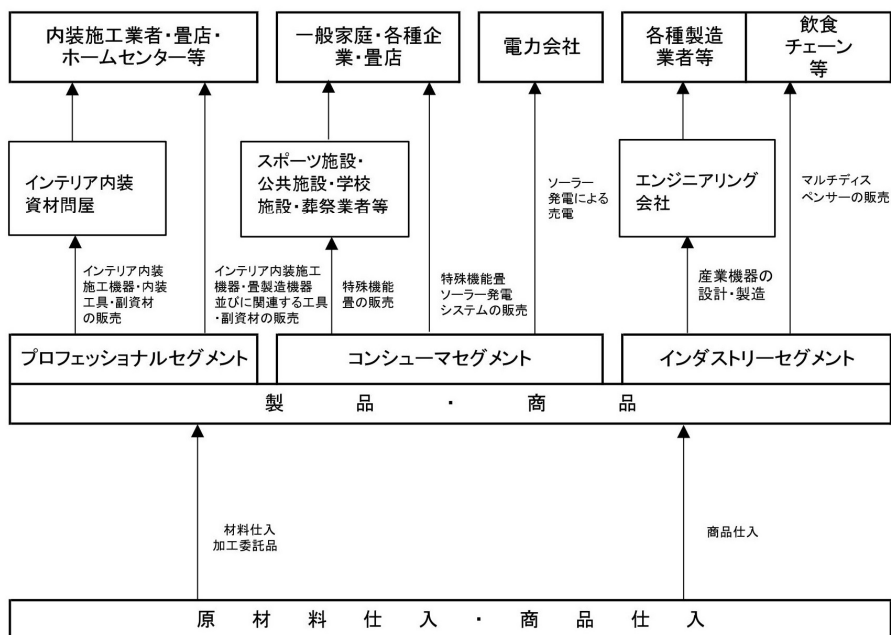 内装施工業者・畳店・
ホームセンター等
一般家庭・各種企
業・畳店
電力会社
各種製造
業者等
飲食
チェーン
等
インテリア内装
資材問屋
スポーツ施設・
公共施設・学校
施設・葬祭業者等
ソーラー
発電による
売電
エンジニアリング
会社
マルチディス
ペンサーの販売
インテリア内装
施工機器・内装
工具・副資材
の販売
インテリア内装施工
機器・畳製造機器
並びに関連する工具
・副資材の販売
特殊機能
畳の販売
特殊機能畳
ソーラー発電
システムの販売
産業機器の
設計・製造
プロフェッショナルセグメント
コンシューマセグメント
インダストリーセグメント
製品・商品
材料仕入
加工委託品
商品仕入
原材料仕入・商品仕入